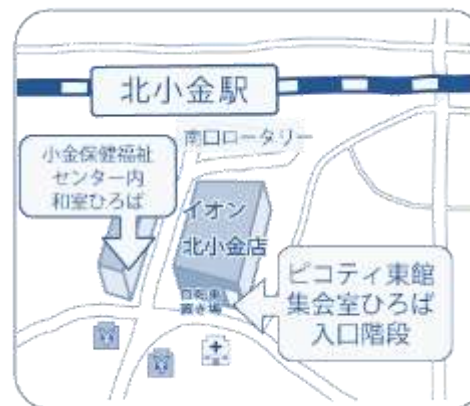 北小金駅
南口ロータリー
小金保健福祉
センター内
和室ひろば
イオン
北小金店
自転車
置き場
ピコティ東館
集会室ひろば
入口階段